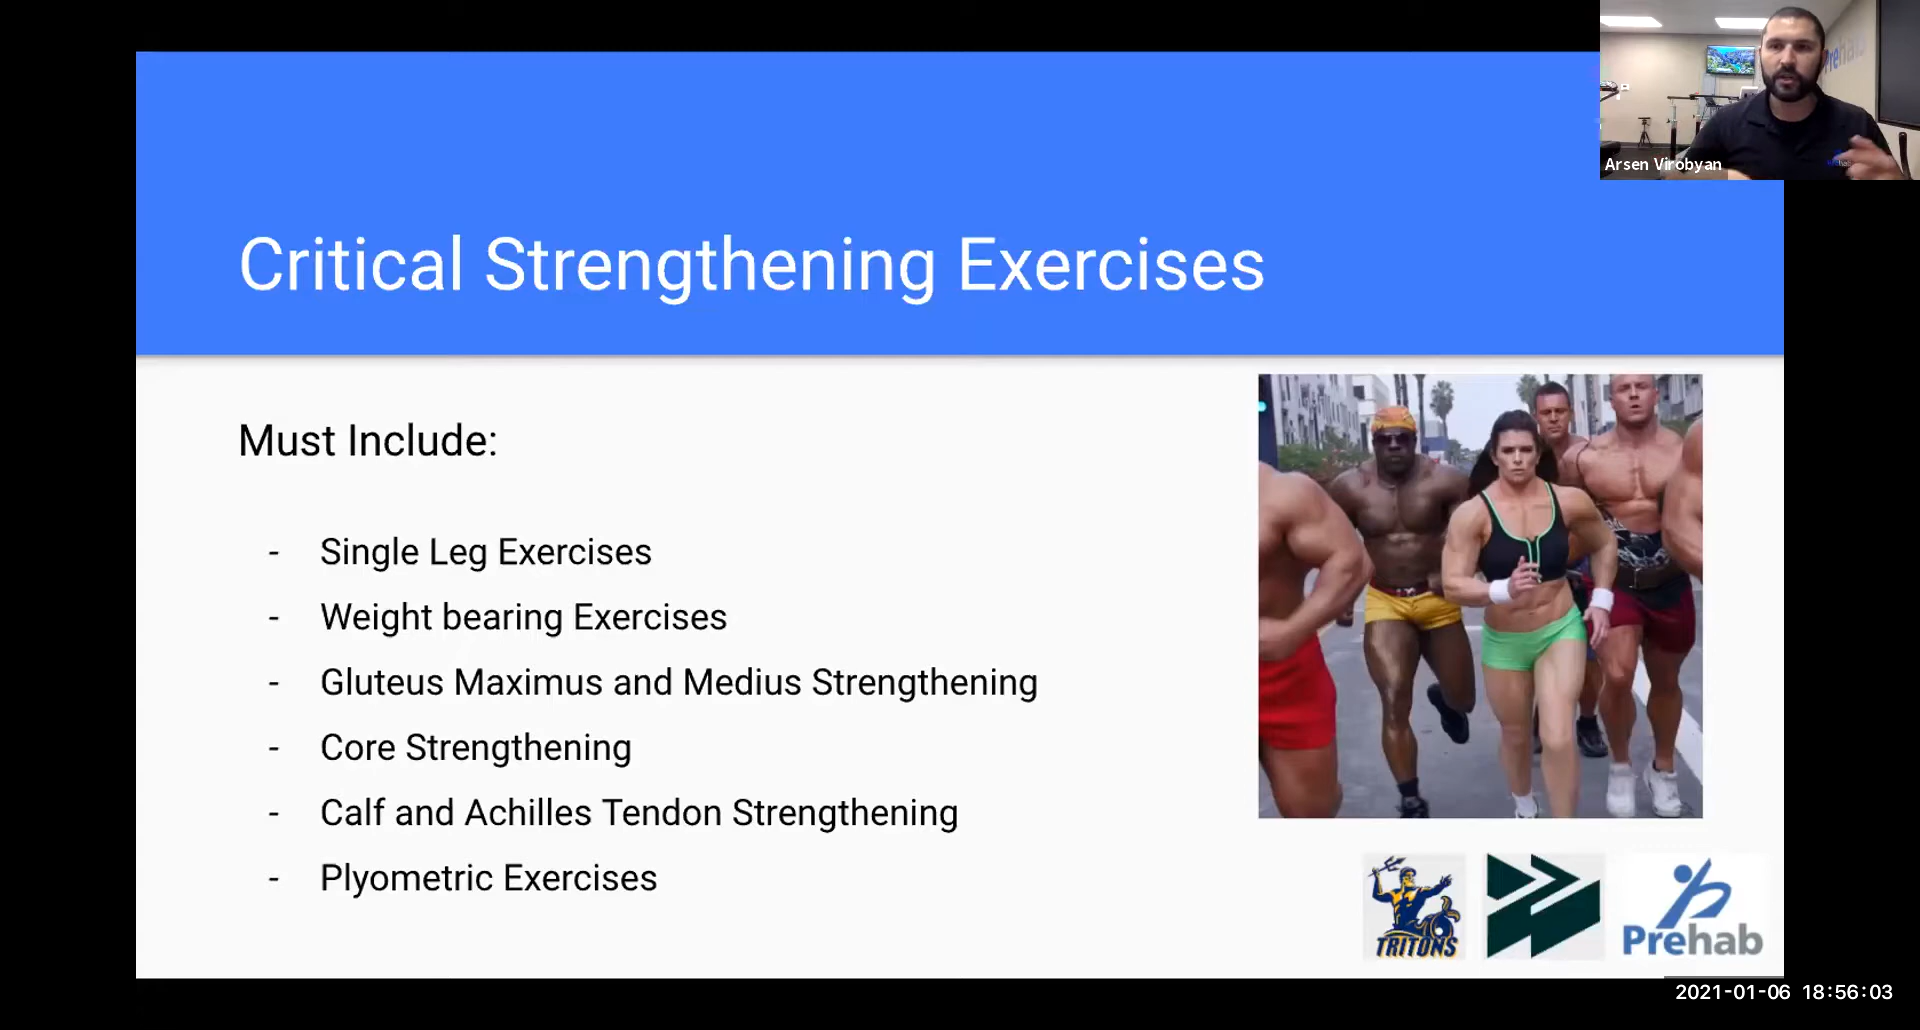 Arsen Virobyan
Critical Strengthening Exercises
Must Include:
- Single Leg Exercises
- Weight bearing Exercises
- Gluteus Maximus and Medius Strengthening
- Core Strengthening
- Calf and Achilles Tendon Strengthening
- Plyometric Exercises
TRITONS
Prehab
2021-01-06 18:56:03